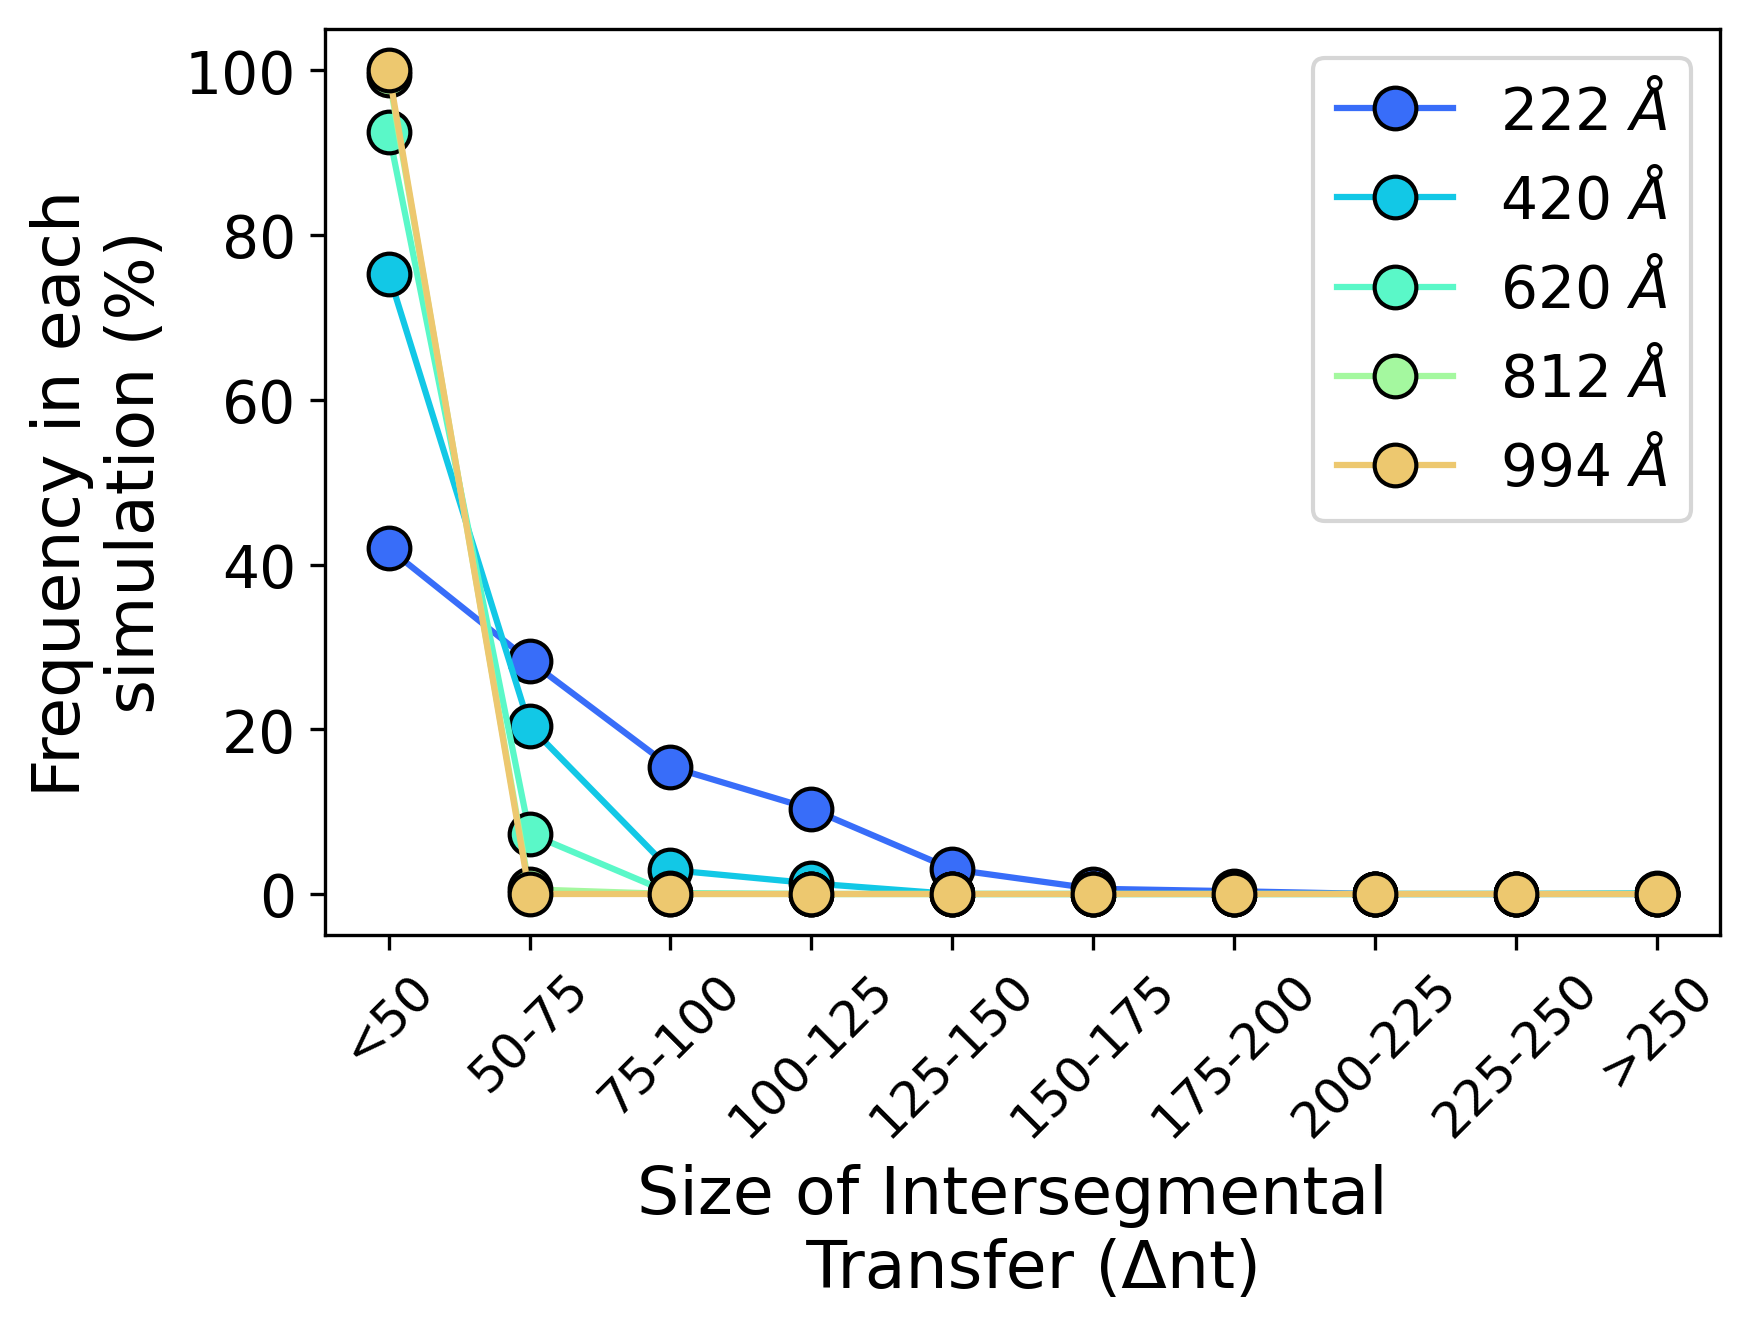 Frequency in each
simulation (%)
100
80
60
40
20
0
222 Å
420 Å
620 Å
812 Å
994 Å
<50
50-75
75-100
100-125
125-150
150-175
175-200
200-225
225-250
>250
Size of Intersegmental
Transfer (Δnt)